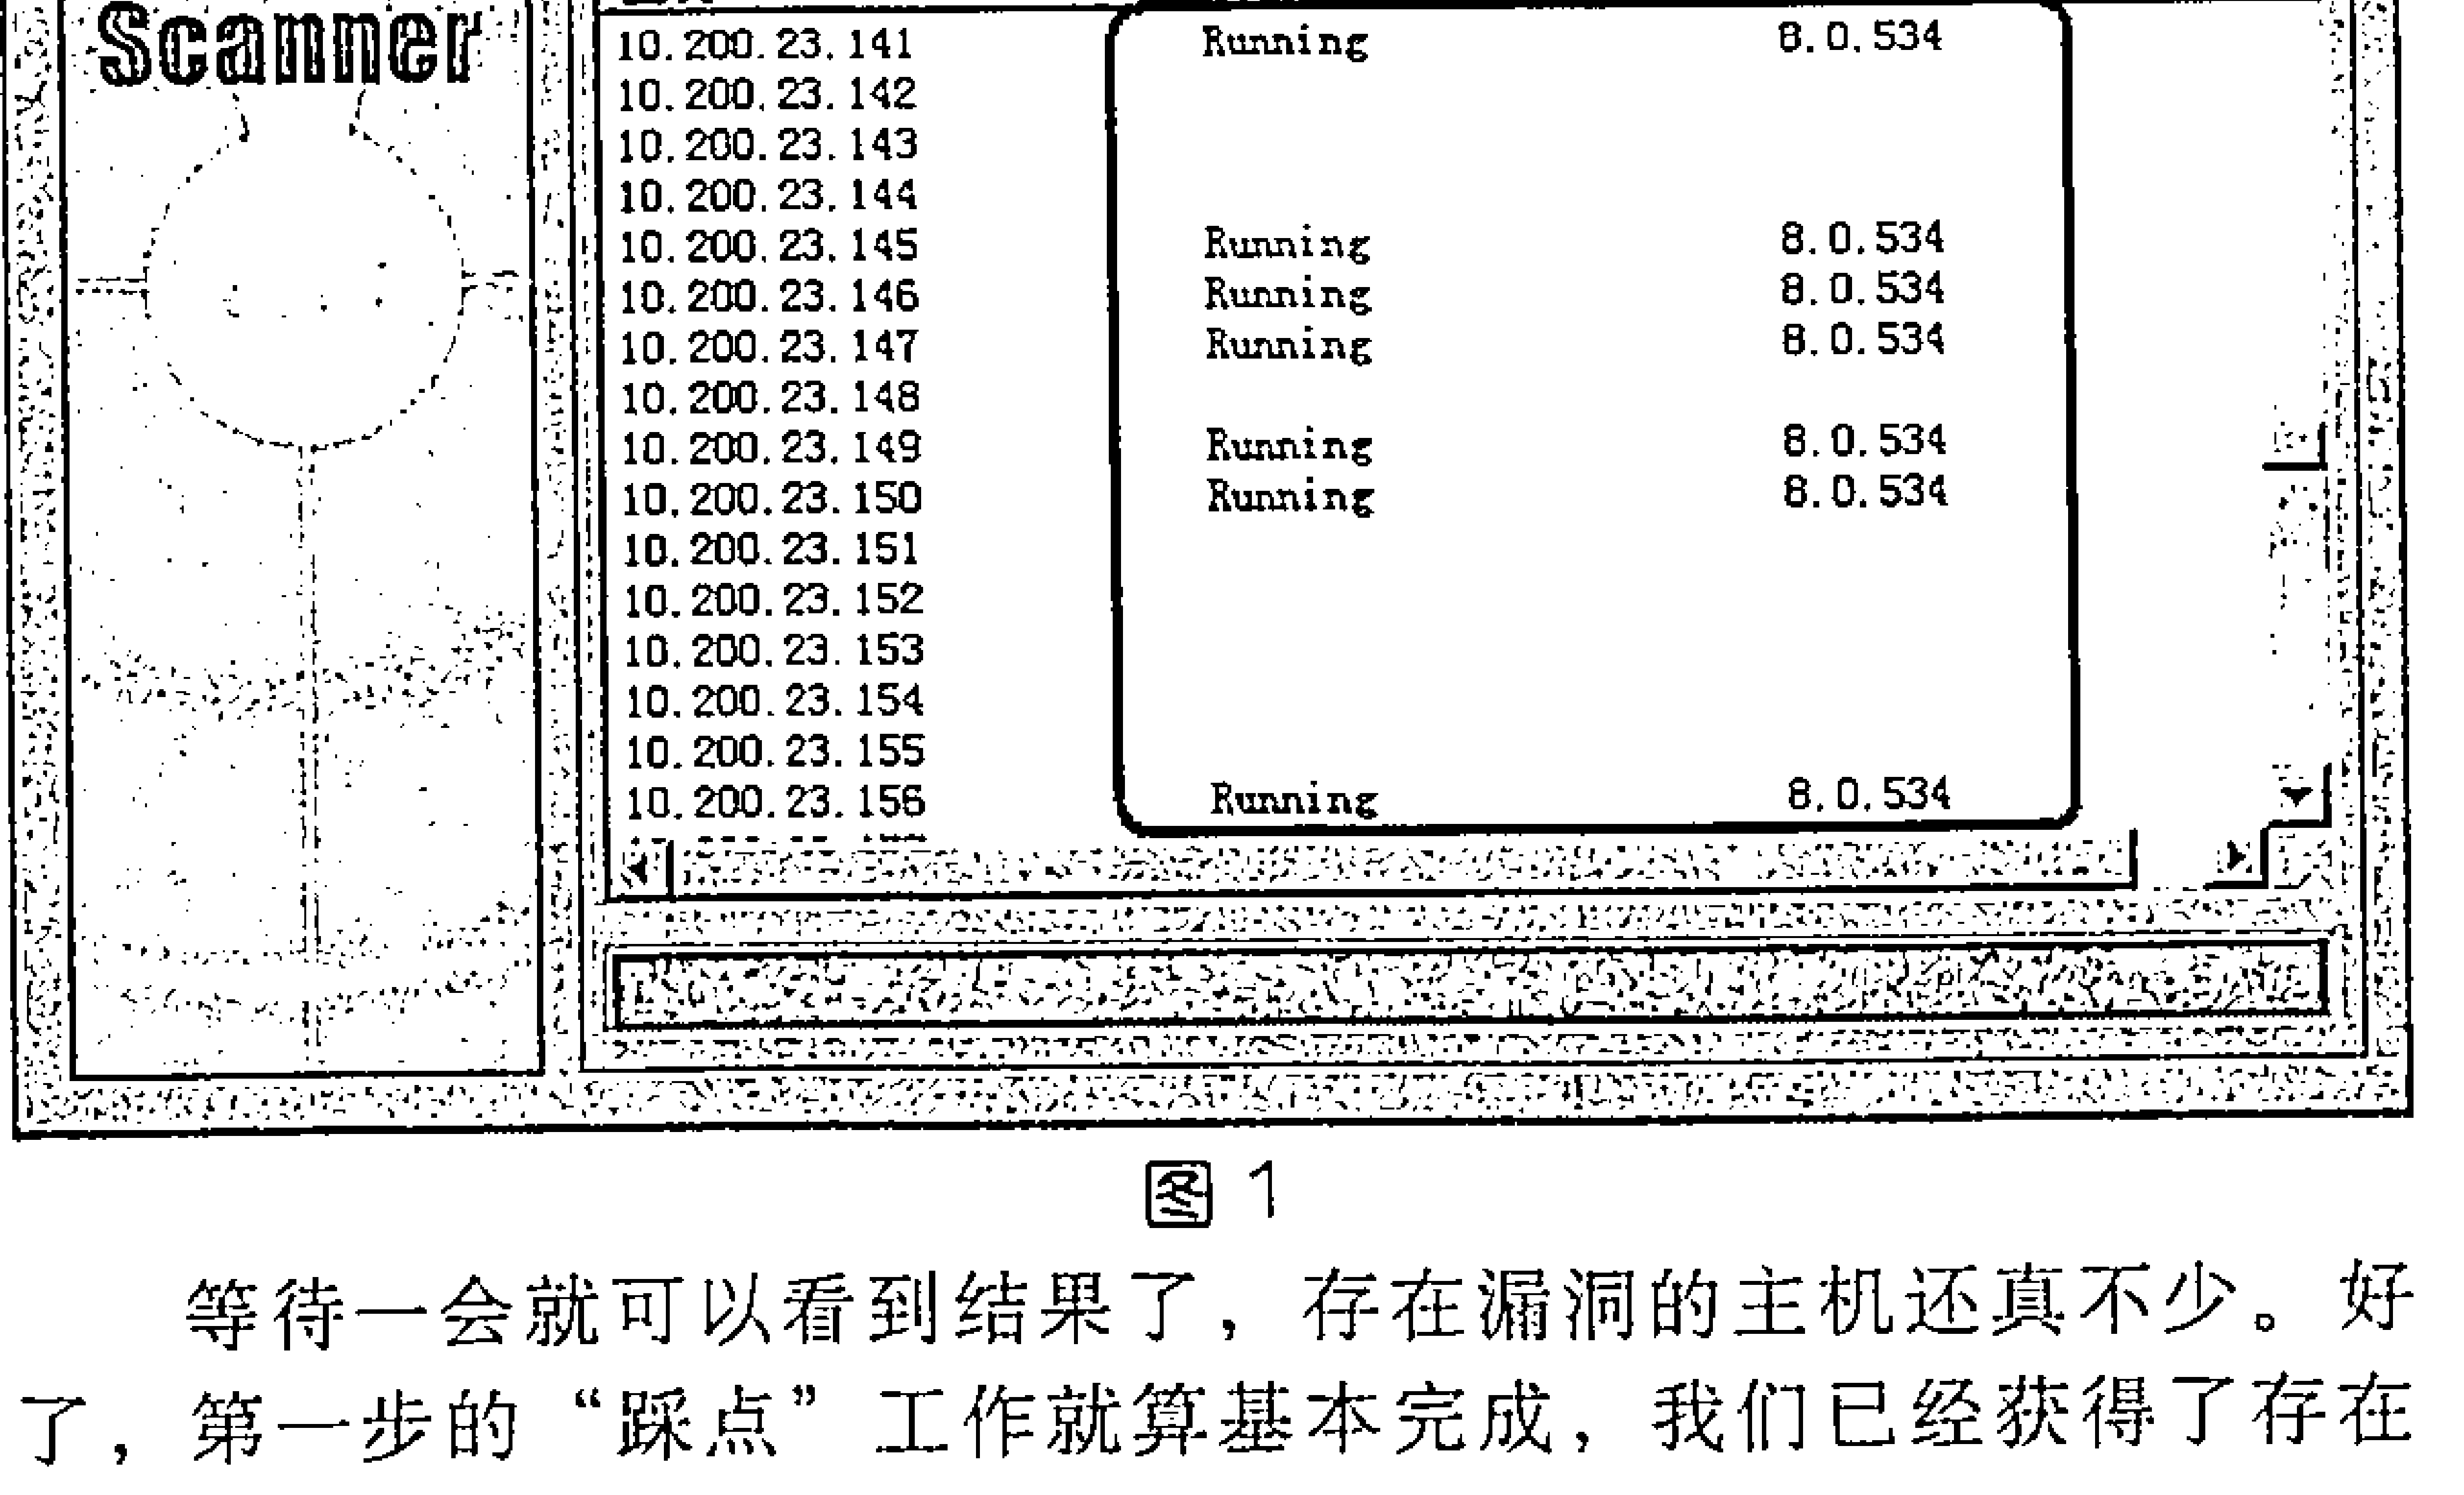 Scanner
10.200.23.141 Running 8.0.534
10.200.23.142
10.200.23.143
10.200.23.144
10.200.23.145 Running 8.0.534
10.200.23.146 Running 8.0.534
10.200.23.147 Running 8.0.534
10.200.23.148
10.200.23.149 Running 8.0.534
10.200.23.150 Running 8.0.534
10.200.23.151
10.200.23.152
10.200.23.153
10.200.23.154
10.200.23.155
10.200.23.156 Running 8.0.534
图 1
等待一会就可以看到结果了，存在漏洞的主机还真不少。好
了，第一步的“踩点”工作就算基本完成，我们已经获得了存在